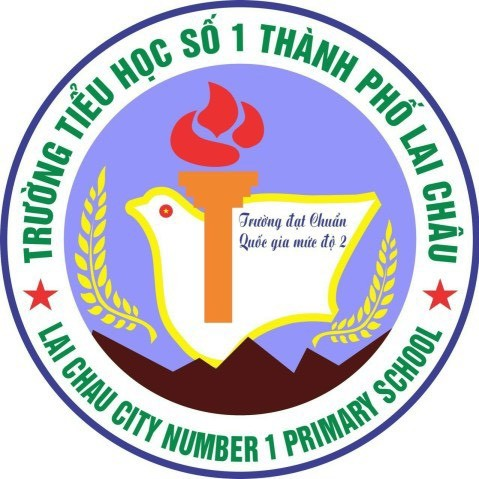 TRƯỜNG TIỂU HỌC SỐ 1 THÀNH PHỐ LAI CHÂU
Trường đạt Chuẩn
Quốc gia mức độ 2
LAI CHAU CITY NUMBER 1 PRIMARY SCHOOL